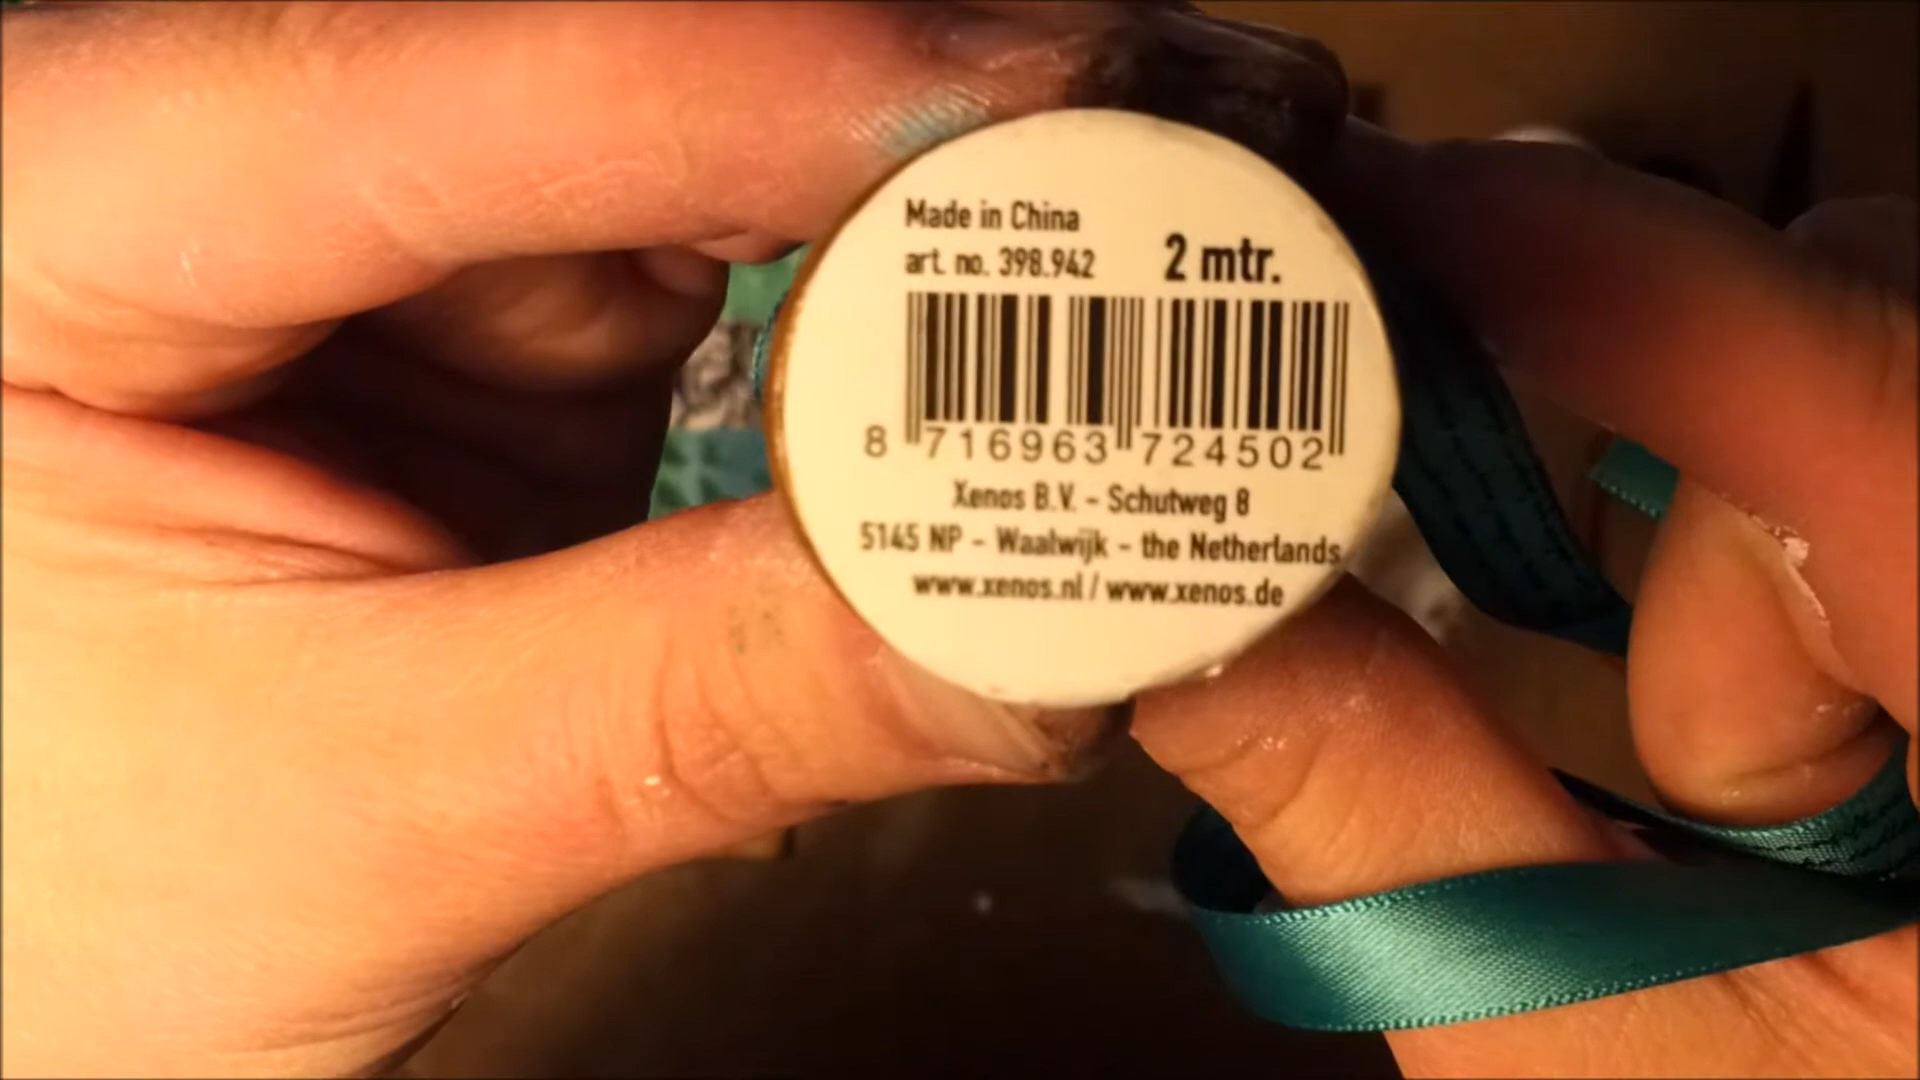 Made in China
art. no. 398.942
2 mtr.
8 716963 724502
Xenos B.V. - Schutweg 8
5145 NP - Waalwijk - the Netherlands
www.xenos.nl / www.xenos.de